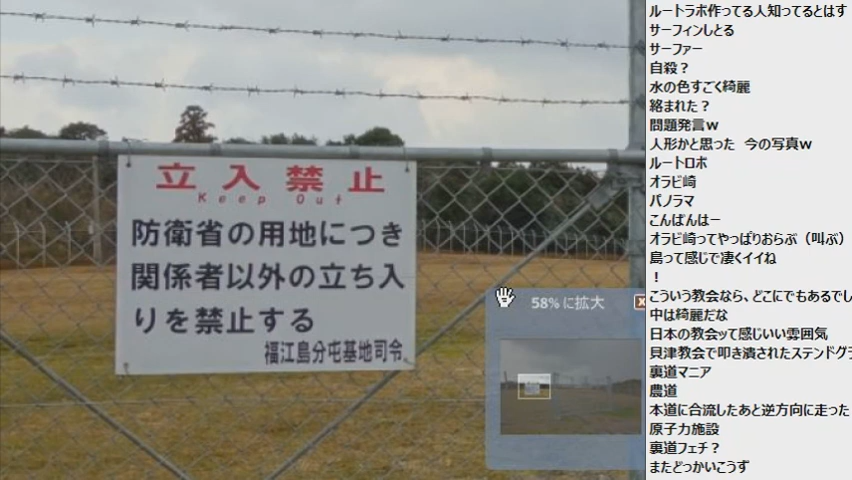 立入禁止
Keep Out
防衛省の用地につき
関係者以外の立ち入
りを禁止する
福江島分屯基地司令
58%に拡大
ルートラボ作ってる人知ってるとはす
サーフィンしとる
サーファー
自殺？
水の色すごく綺麗
絡まれた？
問題発言ｗ
人形かと思った　今の写真ｗ
ルートロボ
オラビ崎
パノラマ
こんばんはー
オラビ崎ってやっぱりおらぶ（叫ぶ）
島って感じで凄くイイね
！
こういう教会なら、どこにでもあるでし
中は綺麗だな
日本の教会ッて感じいい雰囲気
貝津教会で叩き潰されたステンドグラ
裏道マニア
農道
本道に合流したあと逆方向に走った
原子力施設
裏道フェチ？
またどっかいこうず